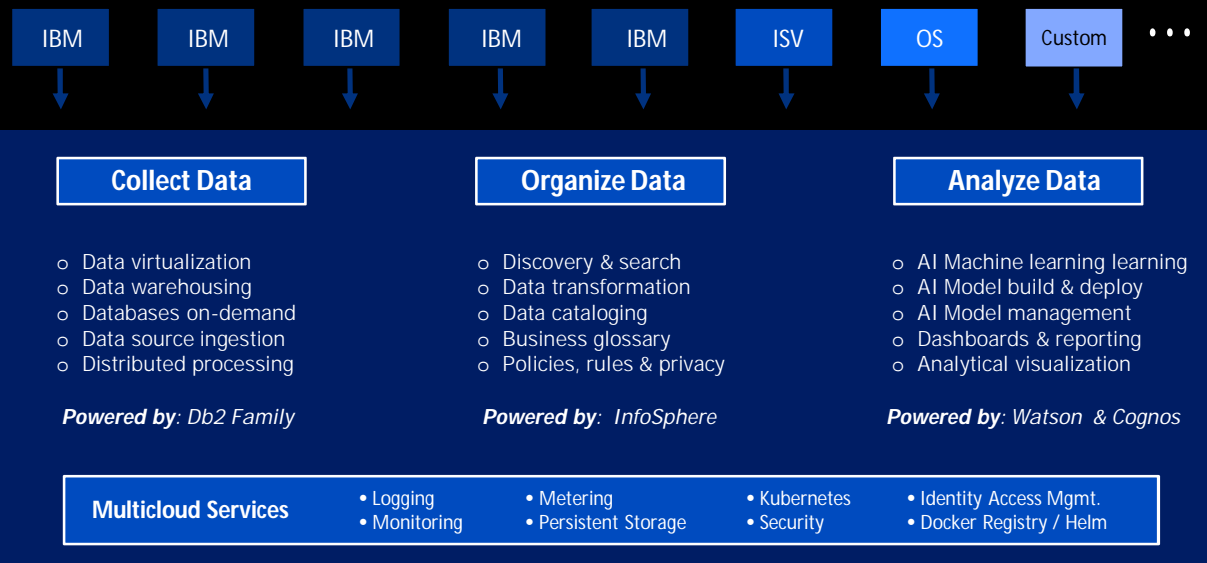 IBM IBM IBM IBM IBM ISV OS Custom ...
Collect Data
o Data virtualization
o Data warehousing
o Databases on-demand
o Data source ingestion
o Distributed processing
Powered by: Db2 Family
Organize Data
o Discovery & search
o Data transformation
o Data cataloging
o Business glossary
o Policies, rules & privacy
Powered by: InfoSphere
Analyze Data
o AI Machine learning learning
o AI Model build & deploy
o AI Model management
o Dashboards & reporting
o Analytical visualization
Powered by: Watson & Cognos
Multicloud Services
• Logging
• Monitoring
• Metering
• Persistent Storage
• Kubernetes
• Security
• Identity Access Mgmt.
• Docker Registry / Helm